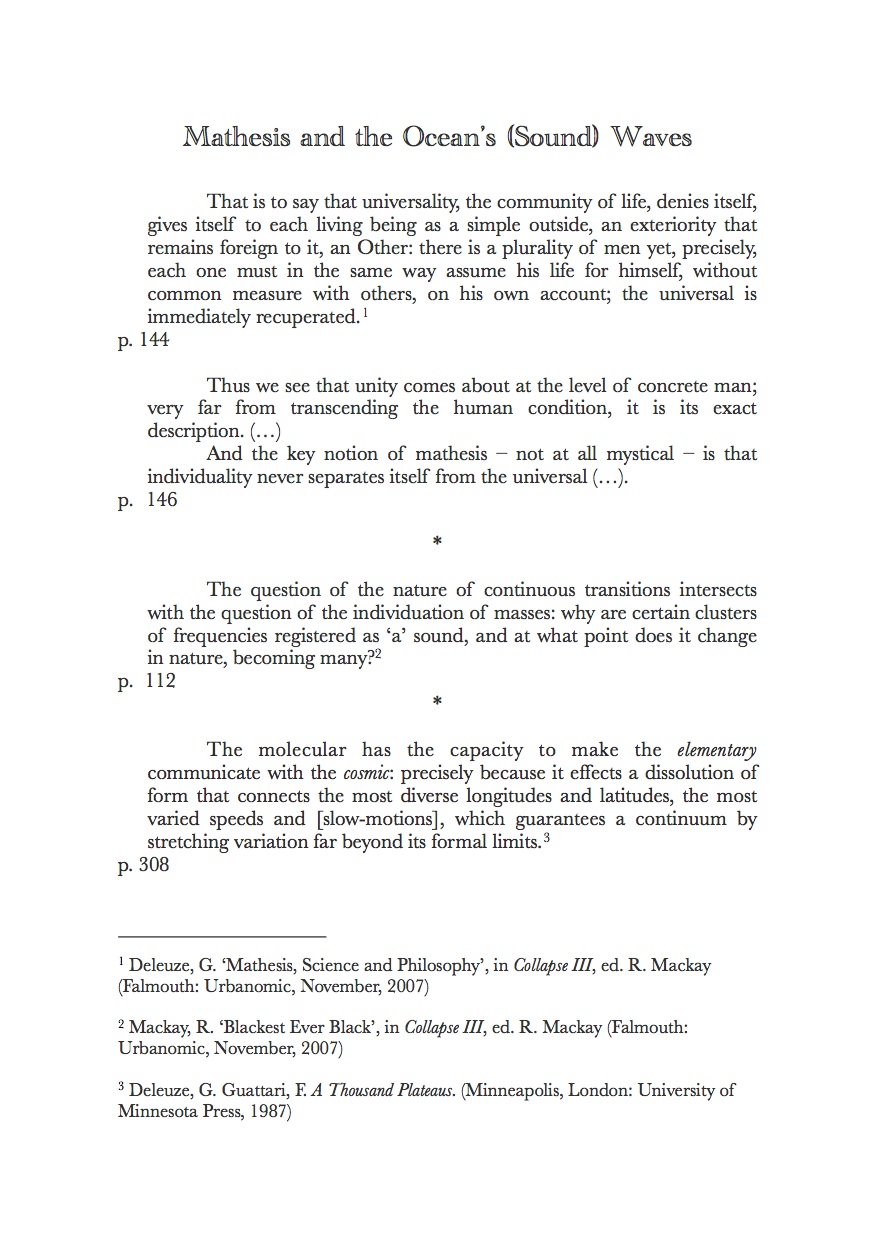 Mathesis and the Ocean's (Sound) Waves
That is to say that universality, the community of life, denies itself,
gives itself to each living being as a simple outside, an exteriority that
remains foreign to it, an Other: there is a plurality of men yet, precisely,
each one must in the same way assume his life for himself, without
common measure with others, on his own account; the universal is
immediately recuperated.¹
p. 144
Thus we see that unity comes about at the level of concrete man;
very far from transcending the human condition, it is its exact
description. (…)
And the key notion of mathesis – not at all mystical – is that
individuality never separates itself from the universal (…).
p. 146
*
The question of the nature of continuous transitions intersects
with the question of the individuation of masses: why are certain clusters
of frequencies registered as ‘a’ sound, and at what point does it change
in nature, becoming many?²
p. 112
*
The molecular has the capacity to make the elementary
communicate with the cosmic: precisely because it effects a dissolution of
form that connects the most diverse longitudes and latitudes, the most
varied speeds and [slow-motions], which guarantees a continuum by
stretching variation far beyond its formal limits.³
p. 308
¹ Deleuze, G. ‘Mathesis, Science and Philosophy’, in Collapse III, ed. R. Mackay
(Falmouth: Urbanomic, November, 2007)
² Mackay, R. ‘Blackest Ever Black’, in Collapse III, ed. R. Mackay (Falmouth:
Urbanomic, November, 2007)
³ Deleuze, G. Guattari, F. A Thousand Plateaus. (Minneapolis, London: University of
Minnesota Press, 1987)